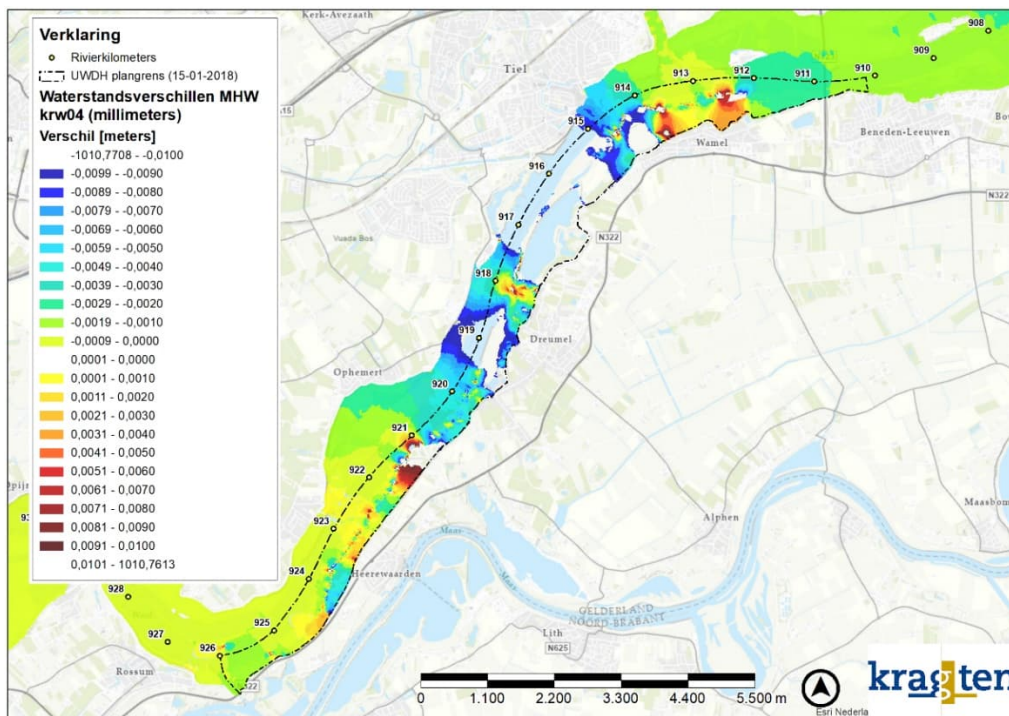 Verklaring
Rivierkilometers
UWDH plangrens (15-01-2018)
Waterstandsverschillen MHW
krw04 (millimeters)
Verschil [meters]
-1010,7708 - -0,0100
-0,0099 - -0,0090
-0,0089 - -0,0080
-0,0079 - -0,0070
-0,0069 - -0,0060
-0,0059 - -0,0050
-0,0049 - -0,0040
-0,0039 - -0,0030
-0,0029 - -0,0020
-0,0019 - -0,0010
-0,0009 - 0,0000
0,0001 - 0,0000
0,0001 - 0,0010
0,0011 - 0,0020
0,0021 - 0,0030
0,0031 - 0,0040
0,0041 - 0,0050
0,0051 - 0,0060
0,0061 - 0,0070
0,0071 - 0,0080
0,0081 - 0,0090
0,0091 - 0,0100
0,0101 - 1010,7613
Kerk-Avezaath
Tiel
908
909
910
911
912
913
914
915
916
917
918
919
920
921
922
923
924
925
926
927
928
Beneden-Leeuwen
Wamel
N322
N322
Dreumel
Ophemert
Alphen
Maasbom
Heerewaarden
Maas
Maas
GELDERLAND
NOORD-BRABANT
Lith
N625
Rossum
322
0 1.100 2.200 3.300 4.400 5.500 m
Esri Nederla
kragten